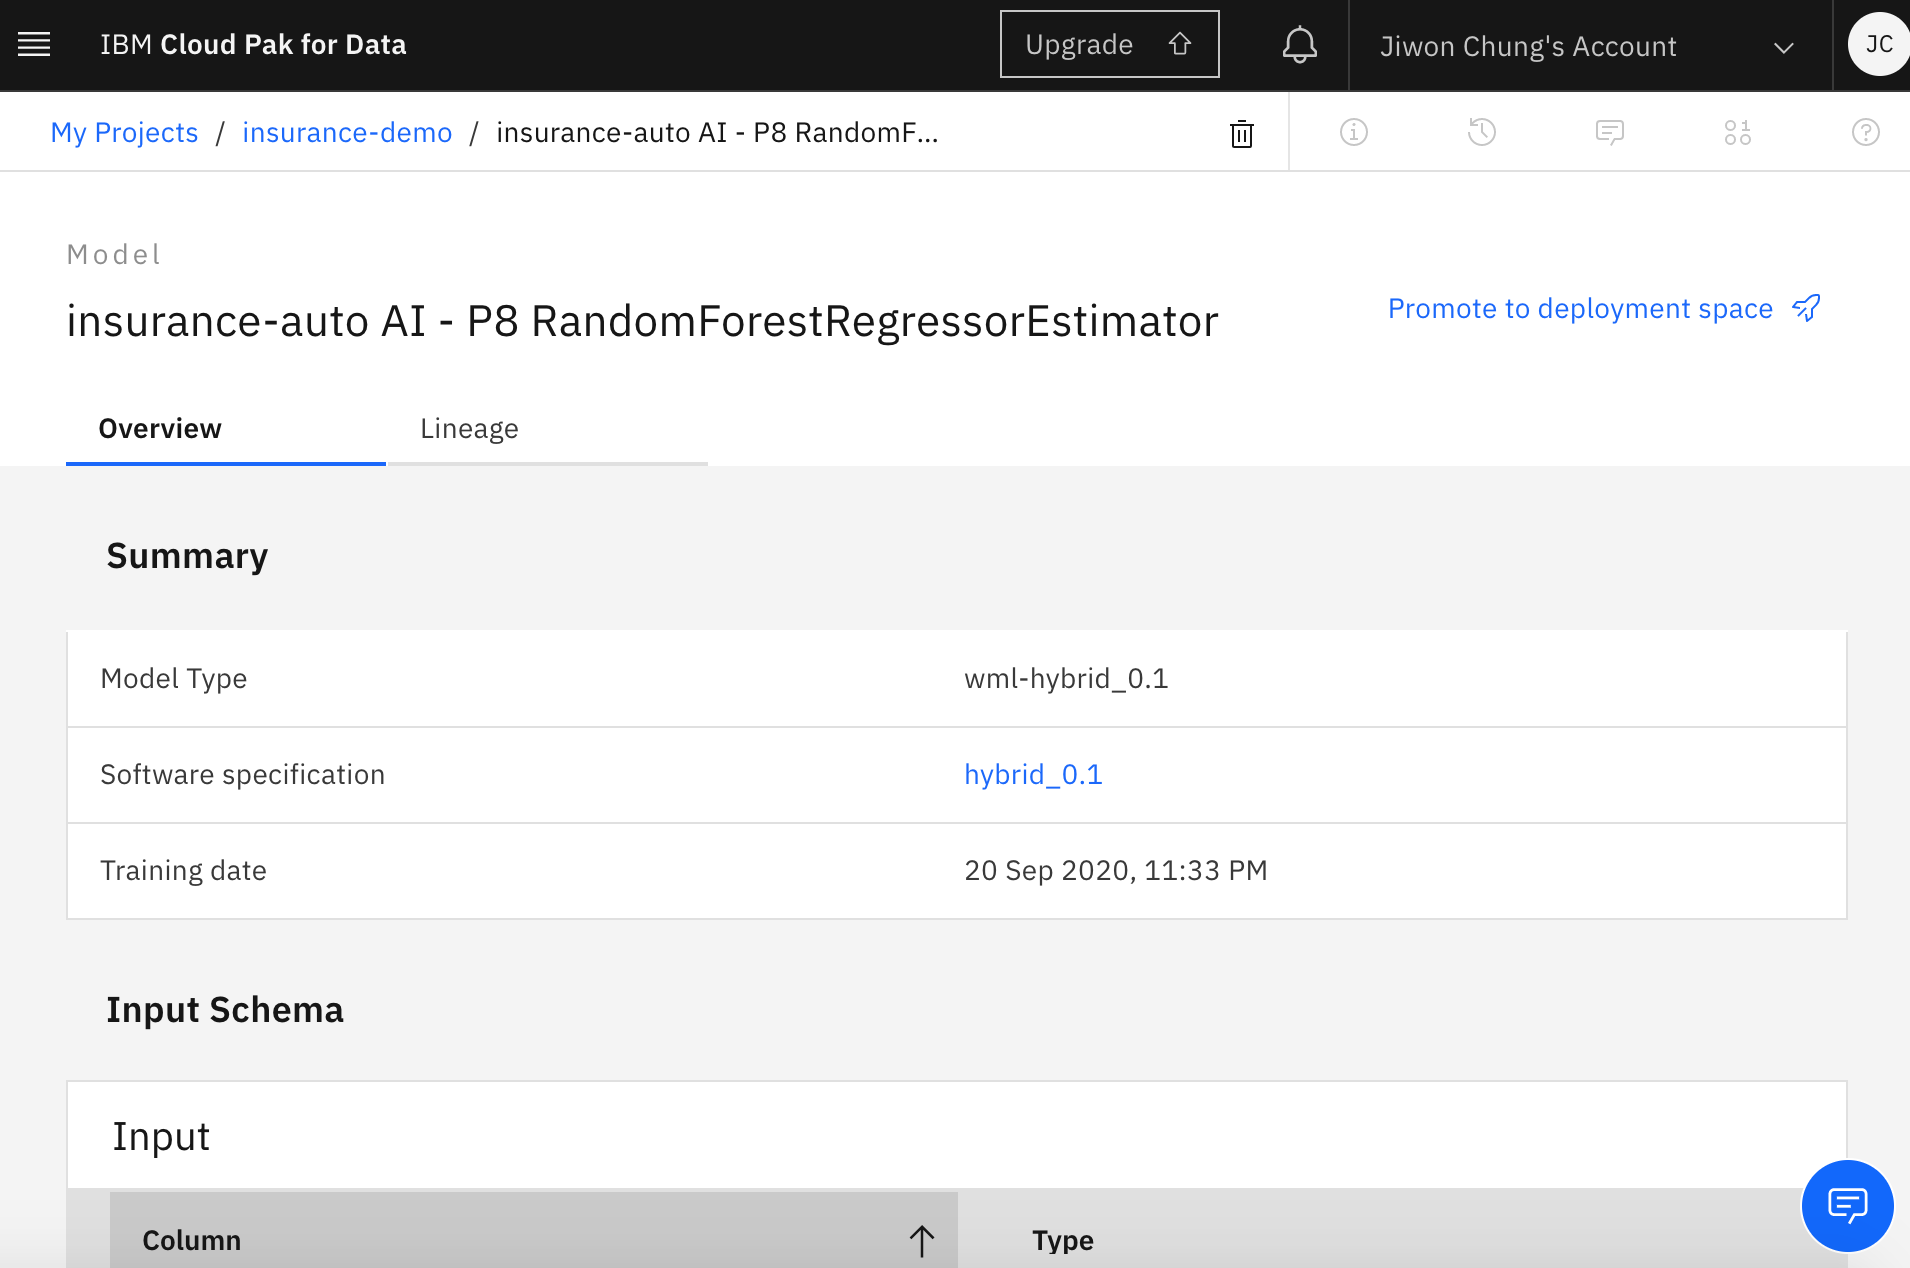 IBM Cloud Pak for Data
Upgrade
Jiwon Chung's Account
JC
My Projects / insurance-demo / insurance-auto AI - P8 RandomF...
Model
insurance-auto AI - P8 RandomForestRegressorEstimator
Promote to deployment space
Overview
Lineage
Summary
Model Type
wml-hybrid_0.1
Software specification
hybrid_0.1
Training date
20 Sep 2020, 11:33 PM
Input Schema
Input
Column
Type